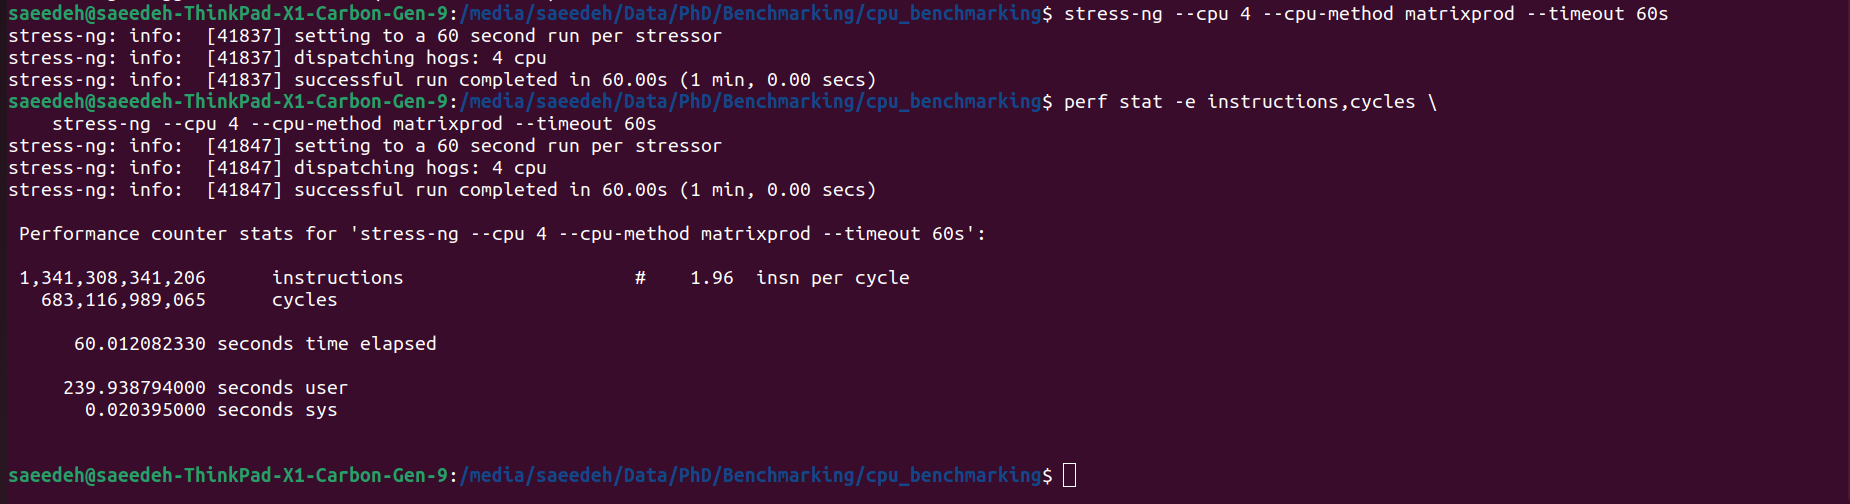 saeedeh@saeedeh-ThinkPad-X1-Carbon-Gen-9:/media/saeedeh/Data/PhD/Benchmarking/cpu_benchmarking$ stress-ng --cpu 4 --cpu-method matrixprod --timeout 60s
stress-ng: info:  [41837] setting to a 60 second run per stressor
stress-ng: info:  [41837] dispatching hogs: 4 cpu
stress-ng: info:  [41837] successful run completed in 60.00s (1 min, 0.00 secs)
saeedeh@saeedeh-ThinkPad-X1-Carbon-Gen-9:/media/saeedeh/Data/PhD/Benchmarking/cpu_benchmarking$ perf stat -e instructions,cycles \
    stress-ng --cpu 4 --cpu-method matrixprod --timeout 60s
stress-ng: info:  [41847] setting to a 60 second run per stressor
stress-ng: info:  [41847] dispatching hogs: 4 cpu
stress-ng: info:  [41847] successful run completed in 60.00s (1 min, 0.00 secs)

 Performance counter stats for 'stress-ng --cpu 4 --cpu-method matrixprod --timeout 60s':

 1,341,308,341,206      instructions                     #    1.96  insn per cycle
   683,116,989,065      cycles

      60.012082330 seconds time elapsed

     239.938794000 seconds user
       0.020395000 seconds sys

saeedeh@saeedeh-ThinkPad-X1-Carbon-Gen-9:/media/saeedeh/Data/PhD/Benchmarking/cpu_benchmarking$